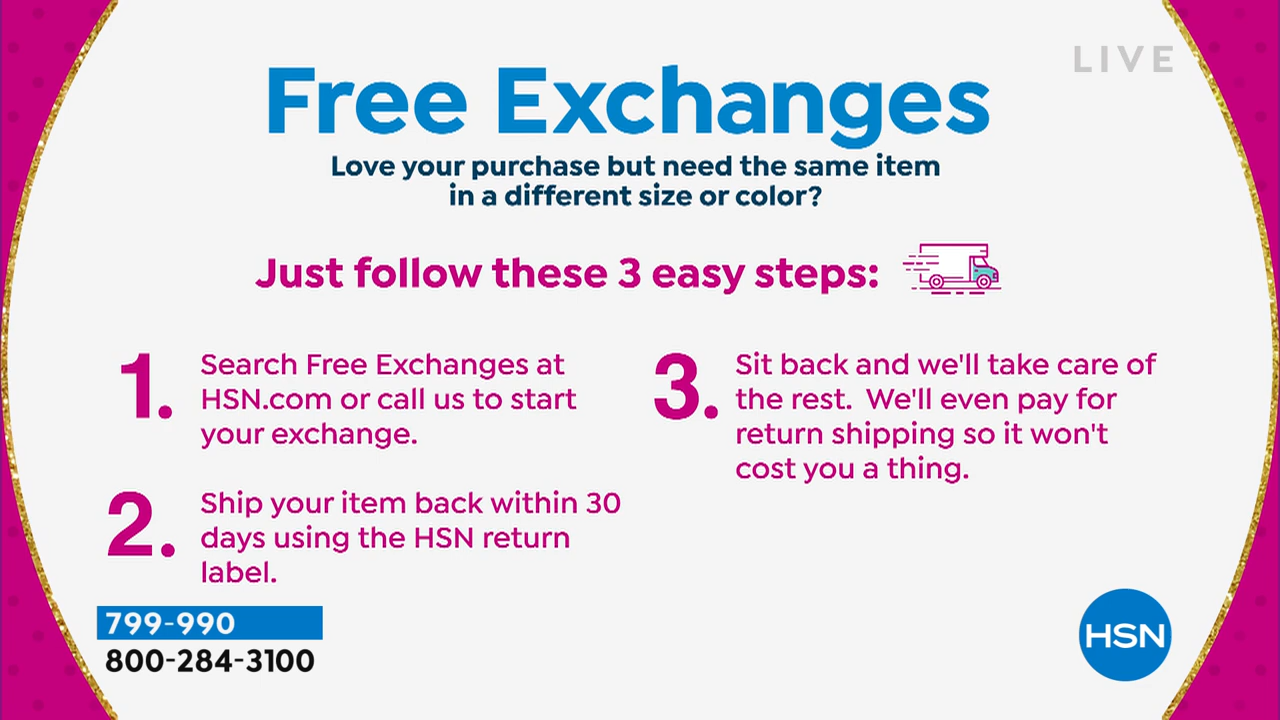 LIVE
Free Exchanges
Love your purchase but need the same item
in a different size or color?
Just follow these 3 easy steps:
1. Search Free Exchanges at
HSN.com or call us to start
your exchange.
2. Ship your item back within 30
days using the HSN return
label.
3. Sit back and we'll take care of
the rest. We'll even pay for
return shipping so it won't
cost you a thing.
799-990
800-284-3100
HSN